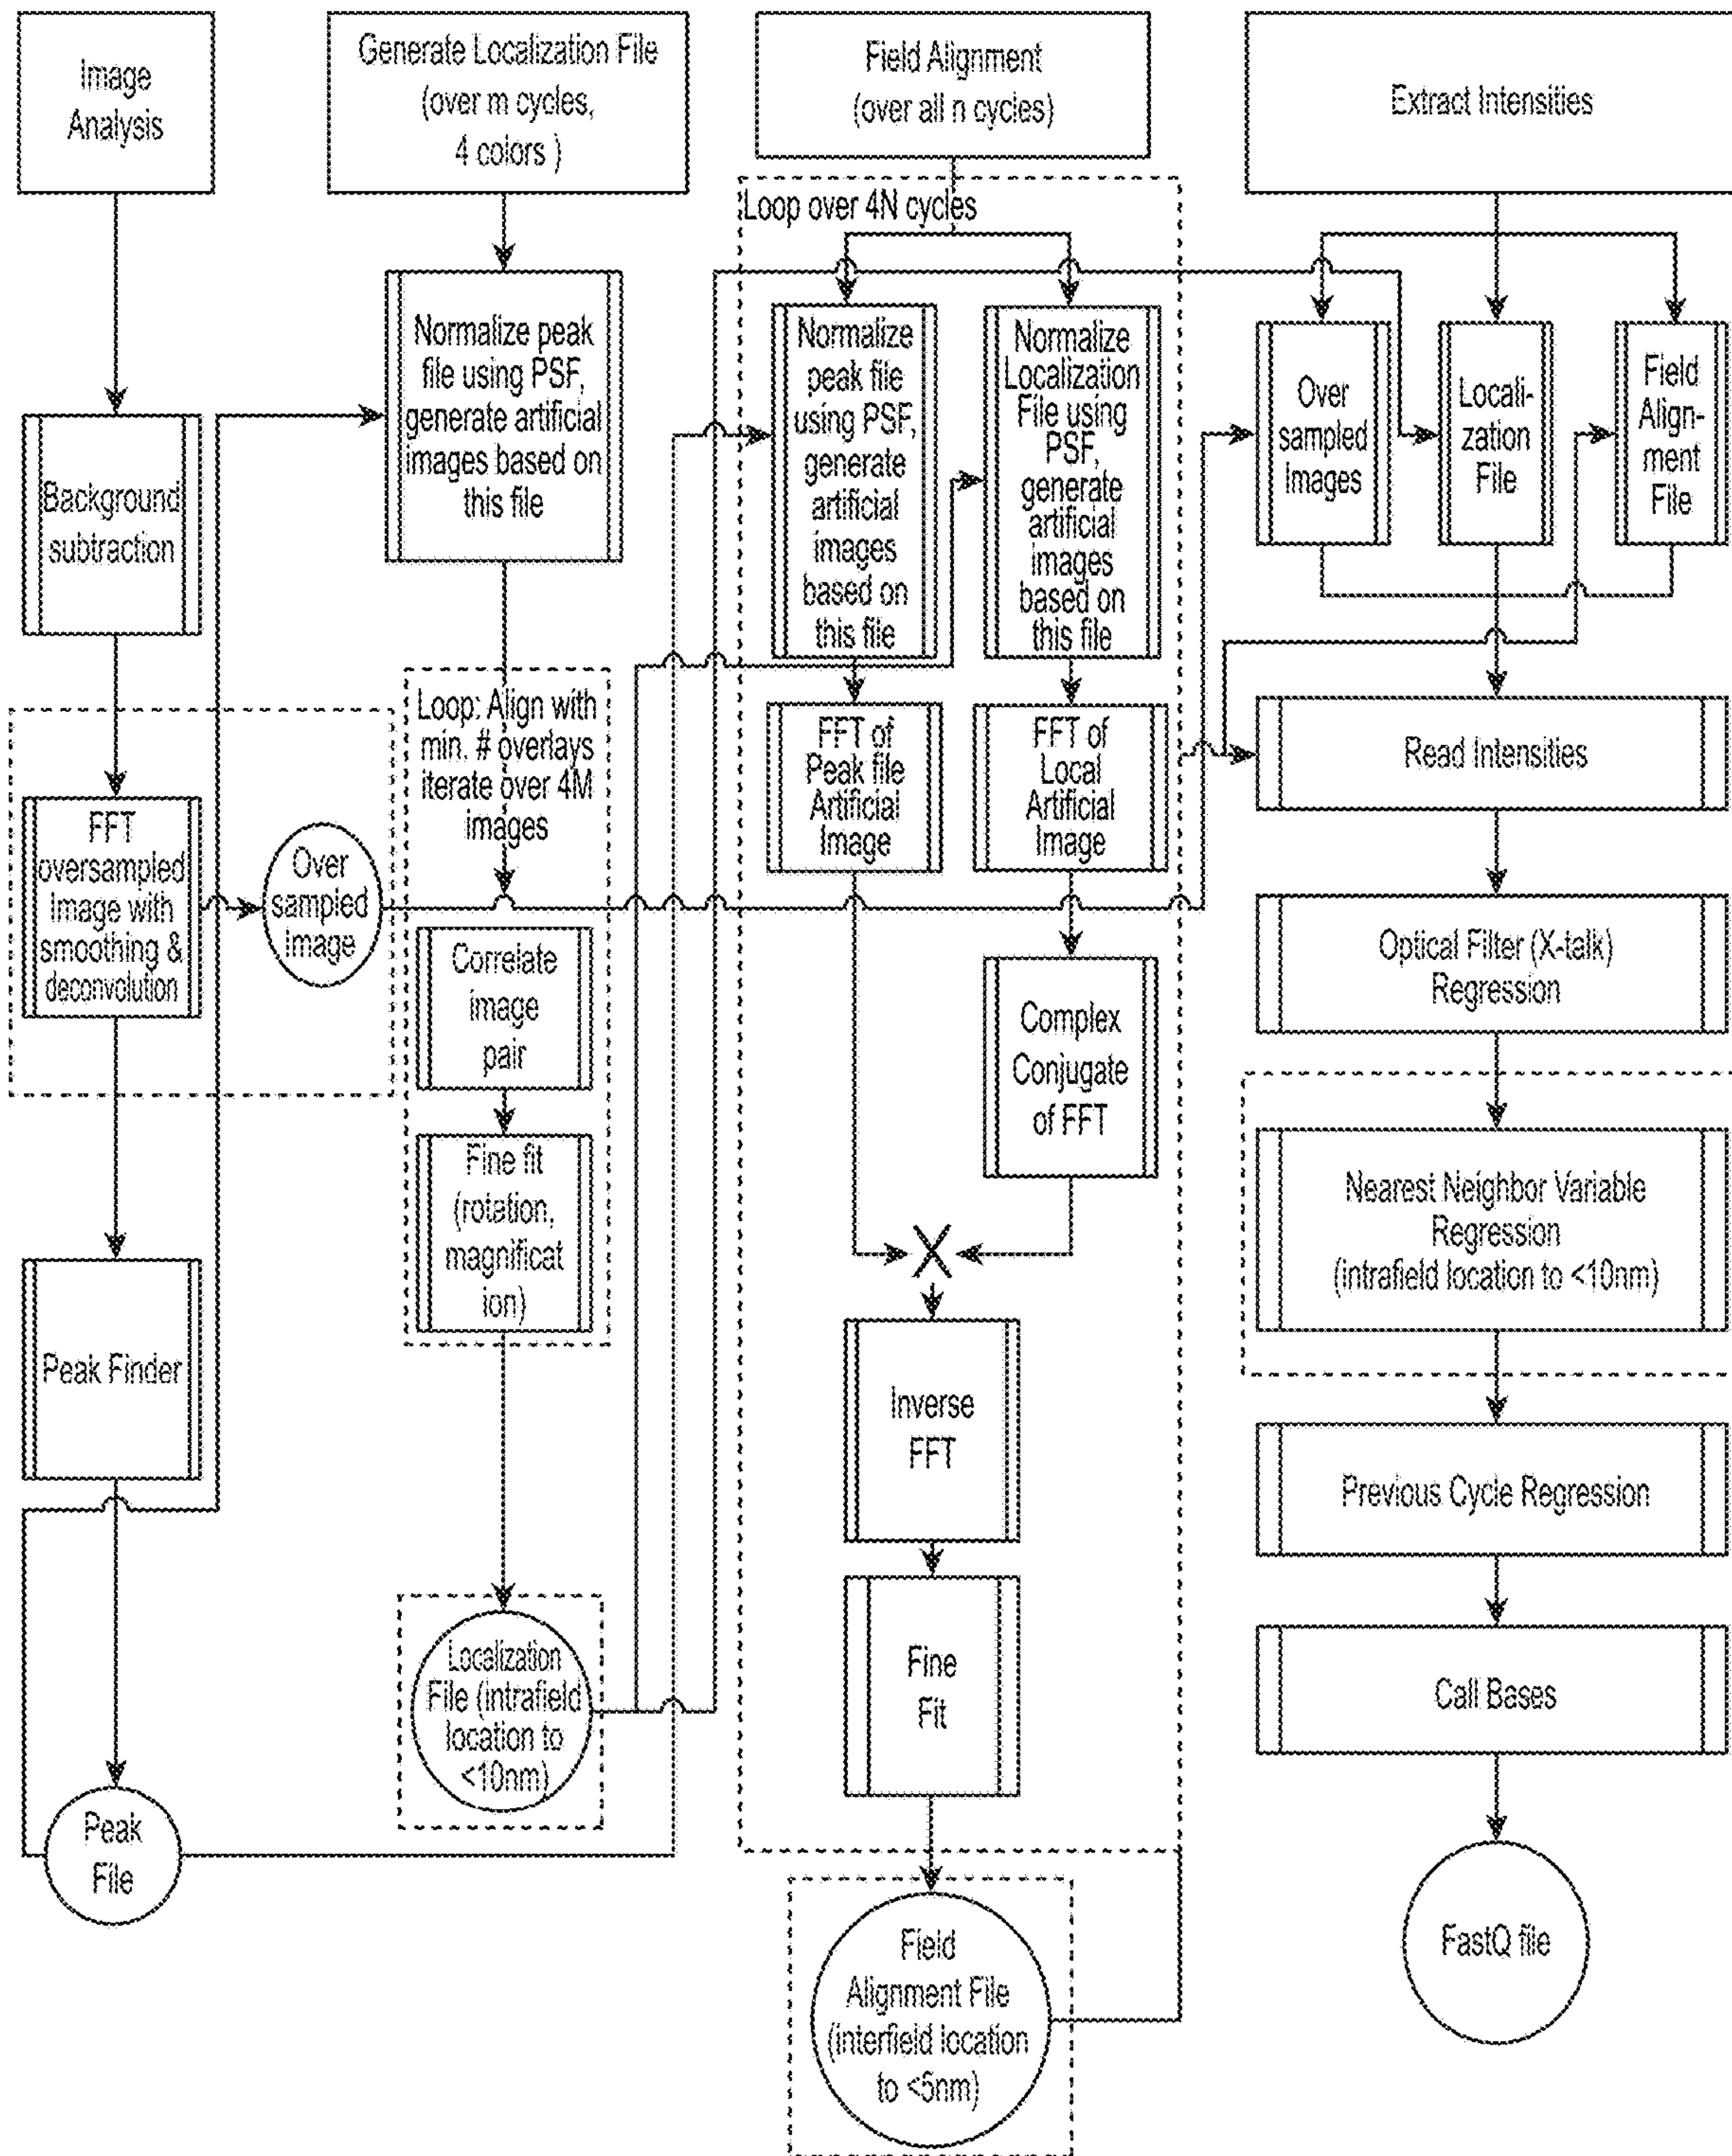 Image
Analysis
Background
subtraction
FFT
oversampled
Image with
smoothing &
deconvolution
Over
sampled
Image
Peak Finder
Peak
File
Generate Localization File
(over m cycles,
4 colors )
Normalize peak
file using PSF,
generate artificial
images based on
this file
Loop: Align with
min. # overlays
iterate over 4M
images
Correlate
image
pair
Fine fit
(rotation,
magnificat
ion)
Localization
File (intrafield
location to
<10nm)
Field Alignment
(over all n cycles)
Loop over 4N cycles
Normalize
peak file
using PSF,
generate
artificial
images
based on
this file
Normalize
Localization
File using
PSF,
generate
artificial
images
based on
this file
FFT of
Peak file
Artificial
Image
FFT of
Local
Artificial
Image
Complex
Conjugate
of FFT
X
Inverse
FFT
Fine
Fit
Field
Alignment File
(interfield location
to <5nm)
Extract Intensities
Over
sampled
Images
Locali-
zation
File
Field
Align-
ment
File
Read Intensities
Optical Filter (X-talk)
Regression
Nearest Neighbor Variable
Regression
(intrafield location to <10nm)
Previous Cycle Regression
Call Bases
FastQ file